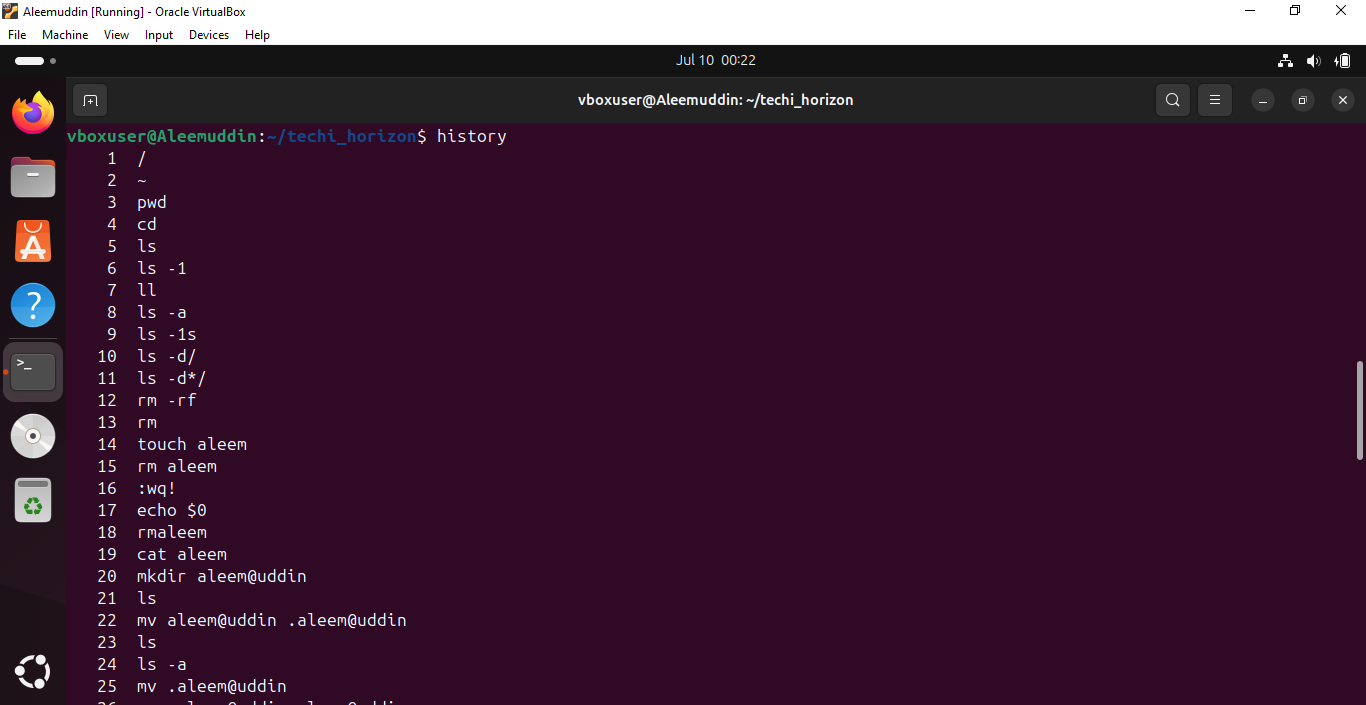 Aleemuddin [Running] - Oracle VirtualBox
File Machine View Input Devices Help
Jul 10 00:22
vboxuser@Aleemuddin: ~/techi_horizon
vboxuser@Aleemuddin:~/techi_horizon$ history
1 /
2 ~
3 pwd
4 cd
5 ls
6 ls -1
7 ll
8 ls -a
9 ls -1s
10 ls -d/
11 ls -d*/
12 rm -rf
13 rm
14 touch aleem
15 rm aleem
16 :wq!
17 echo $0
18 rmaleem
19 cat aleem
20 mkdir aleem@uddin
21 ls
22 mv aleem@uddin .aleem@uddin
23 ls
24 ls -a
25 mv .aleem@uddin